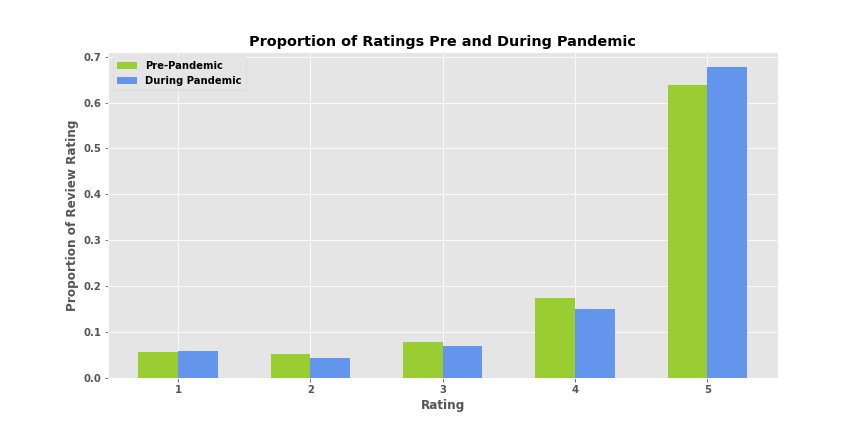 Proportion of Ratings Pre and During Pandemic
Pre-Pandemic
During Pandemic
Proportion of Review Rating
0.7
0.6
0.5
0.4
0.3
0.2
0.1
0.0
1 2 3 4 5
Rating